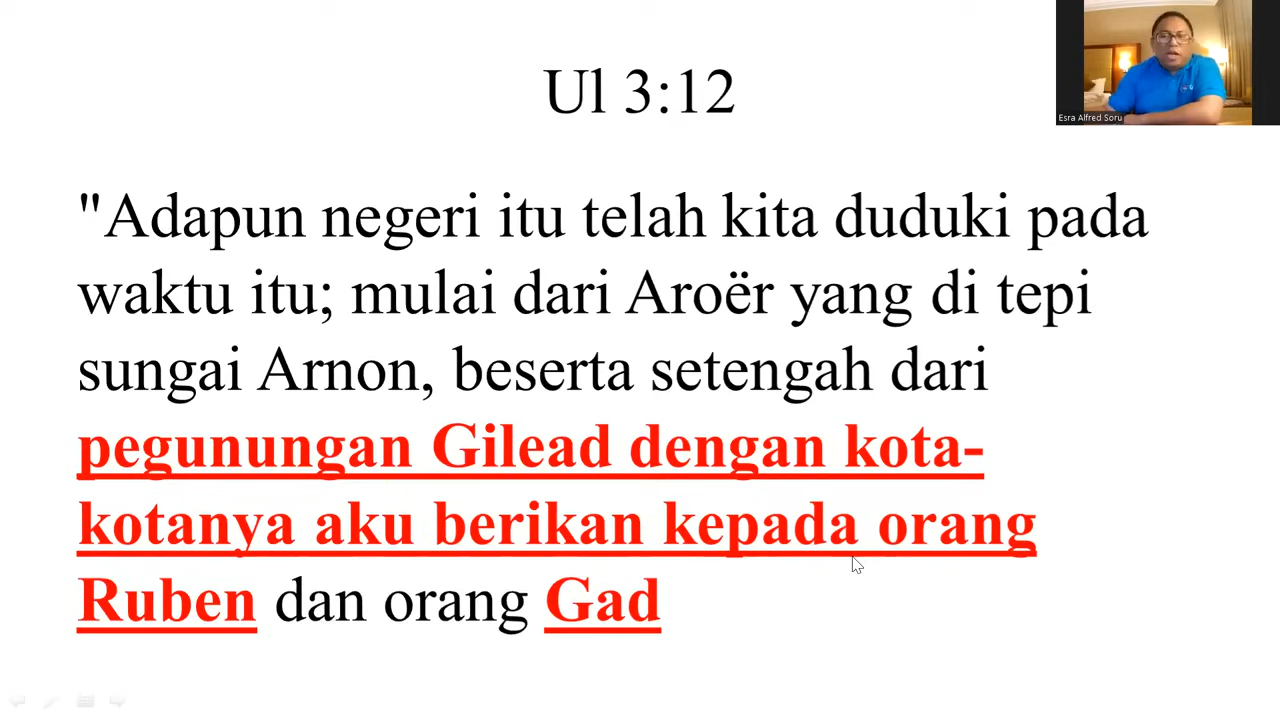 Ul 3:12
Esra Alfred Soru
"Adapun negeri itu telah kita duduki pada
waktu itu; mulai dari Aroër yang di tepi
sungai Arnon, beserta setengah dari
pegunungan Gilead dengan kota-
kotanya aku berikan kepada orang
Ruben dan orang Gad